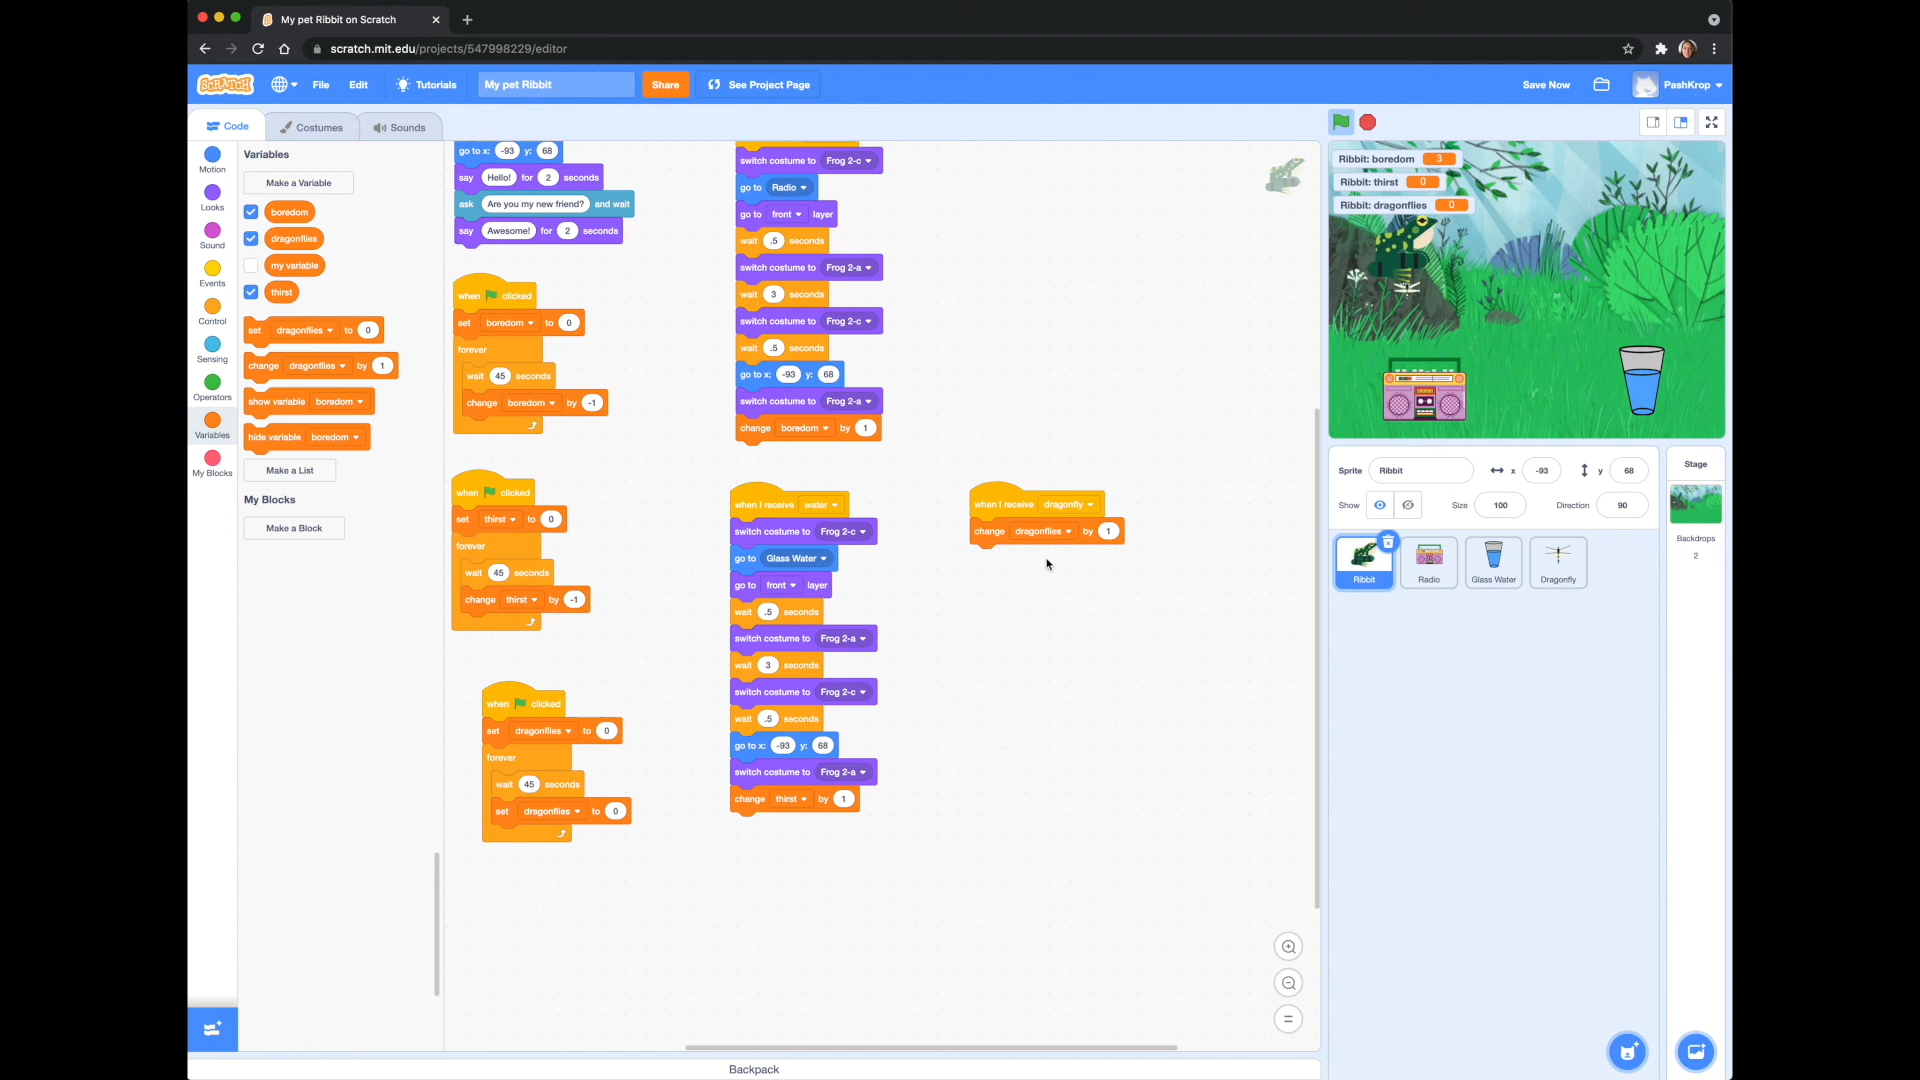 My pet Ribbit on Scratch
scratch.mit.edu/projects/547998229/editor
SCRATCH File Edit Tutorials My pet Ribbit Share See Project Page Save Now PashKrop
Code Costumes Sounds
Motion
Looks
Sound
Events
Control
Sensing
Operators
Variables
My Blocks
Variables
Make a Variable
boredom
dragonflies
my variable
thirst
set dragonflies to 0
change dragonflies by 1
show variable boredom
hide variable boredom
Make a List
My Blocks
Make a Block
go to x: -93 y: 68
say Hello! for 2 seconds
ask Are you my new friend? and wait
say Awesome! for 2 seconds
when clicked
set boredom to 0
forever
wait 45 seconds
change boredom by -1
when clicked
set thirst to 0
forever
wait 45 seconds
change thirst by -1
when clicked
set dragonflies to 0
forever
wait 45 seconds
set dragonflies to 0
switch costume to Frog 2-c
go to Radio
go to front layer
wait .5 seconds
switch costume to Frog 2-a
wait 3 seconds
switch costume to Frog 2-c
wait .5 seconds
go to x: -93 y: 68
switch costume to Frog 2-a
change boredom by 1
when I receive water
switch costume to Frog 2-c
go to Glass Water
go to front layer
wait .5 seconds
switch costume to Frog 2-a
wait 3 seconds
switch costume to Frog 2-c
wait .5 seconds
go to x: -93 y: 68
switch costume to Frog 2-a
change thirst by 1
when I receive dragonfly
change dragonflies by 1
Ribbit: boredom 3
Ribbit: thirst 0
Ribbit: dragonflies 0
Sprite Ribbit x -93 y 68
Show Size 100 Direction 90
Ribbit Radio Glass Water Dragonfly
Stage
Backdrops
2
Backpack